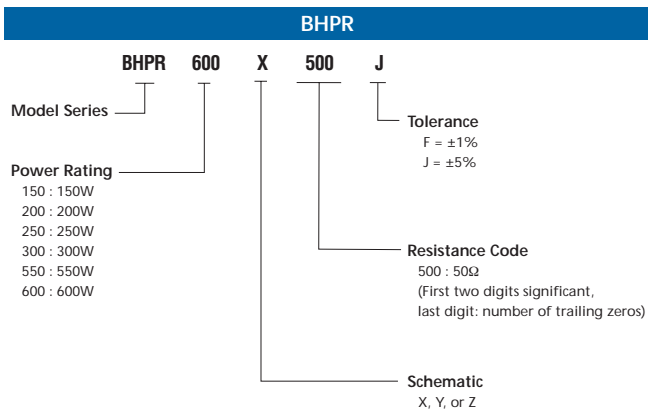 BHPR
BHPR 600 X 500 J
Model Series
Tolerance
F = ±1%
J = ±5%
Power Rating
150 : 150W
200 : 200W
250 : 250W
300 : 300W
550 : 550W
600 : 600W
Resistance Code
500 : 50Ω
(First two digits significant,
last digit: number of trailing zeros)
Schematic
X, Y, or Z